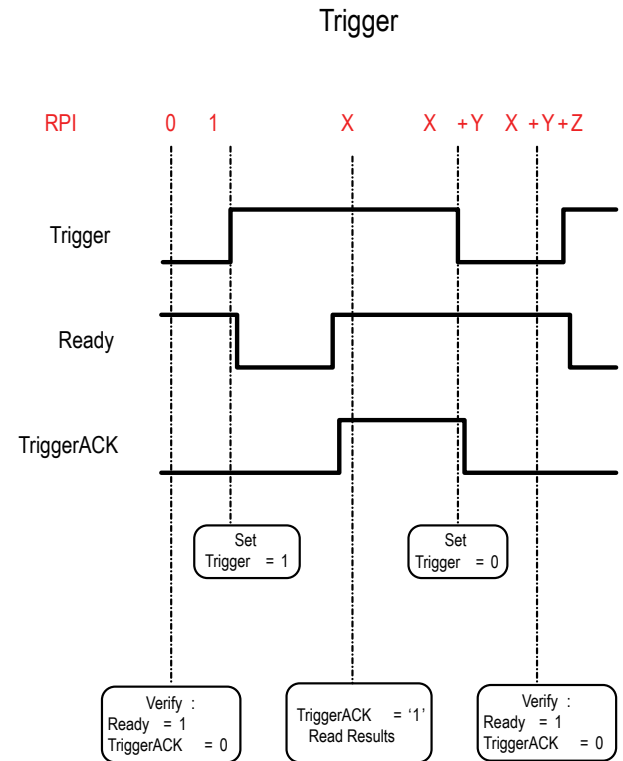 Trigger
RPI 0 1 X X +Y X +Y+Z
Trigger
Ready
TriggerACK
Set
Trigger = 1
Set
Trigger = 0
Verify :
Ready = 1
TriggerACK = 0
TriggerACK = ‘1’
Read Results
Verify :
Ready = 1
TriggerACK = 0